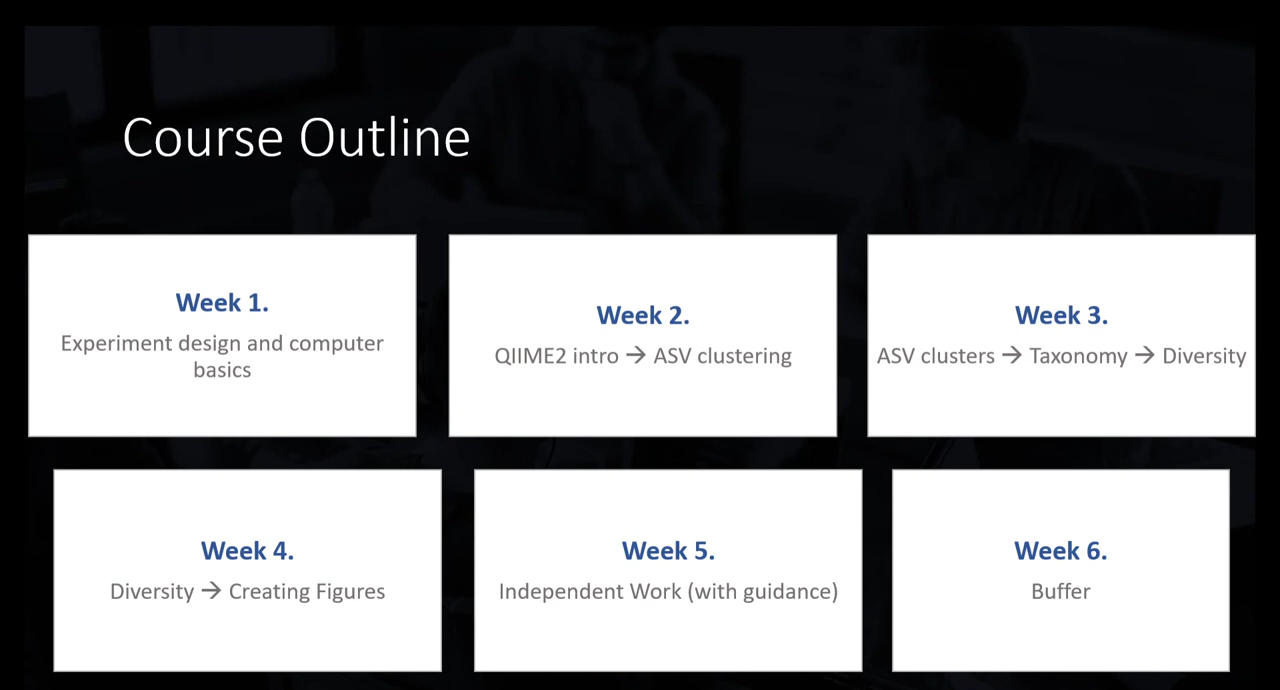 Course Outline
Week 1.
Experiment design and computer
basics
Week 2.
QIIME2 intro → ASV clustering
Week 3.
ASV clusters → Taxonomy → Diversity
Week 4.
Diversity → Creating Figures
Week 5.
Independent Work (with guidance)
Week 6.
Buffer